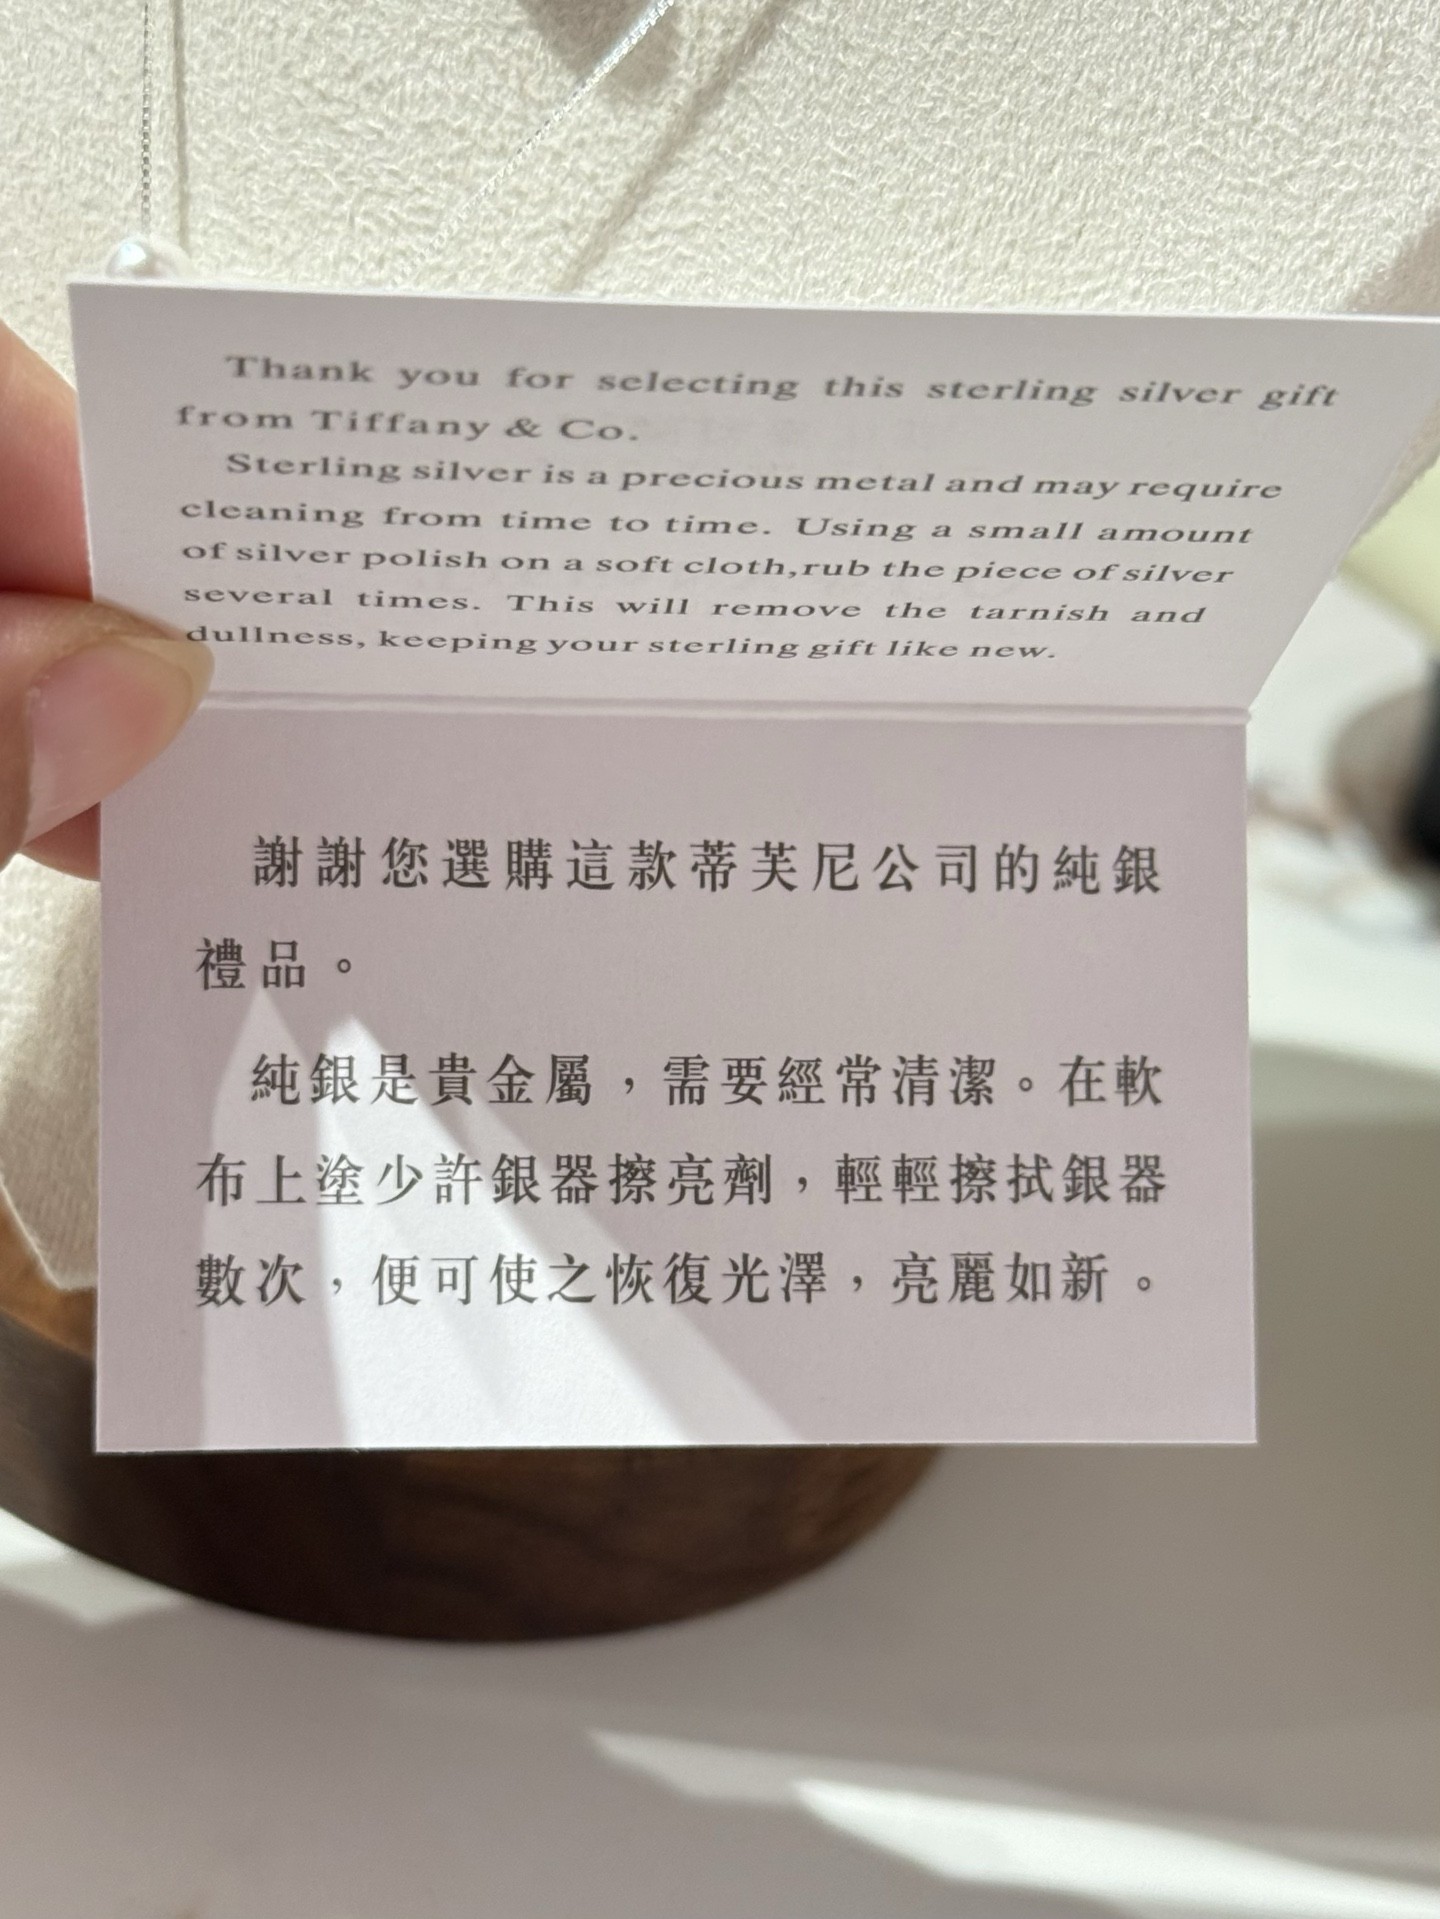 Thank you for selecting this sterling silver gift
from Tiffany & Co.
Sterling silver is a precious metal and may require
cleaning from time to time. Using a small amount
of silver polish on a soft cloth,rub the piece of silver
several times. This will remove the tarnish and
dullness, keeping your sterling gift like new.
謝謝您選購這款蒂芙尼公司的純銀
禮品。
純銀是貴金屬，需要經常清潔。在軟
布上塗少許銀器擦亮劑，輕輕擦拭銀器
數次，便可使之恢復光澤，亮麗如新。